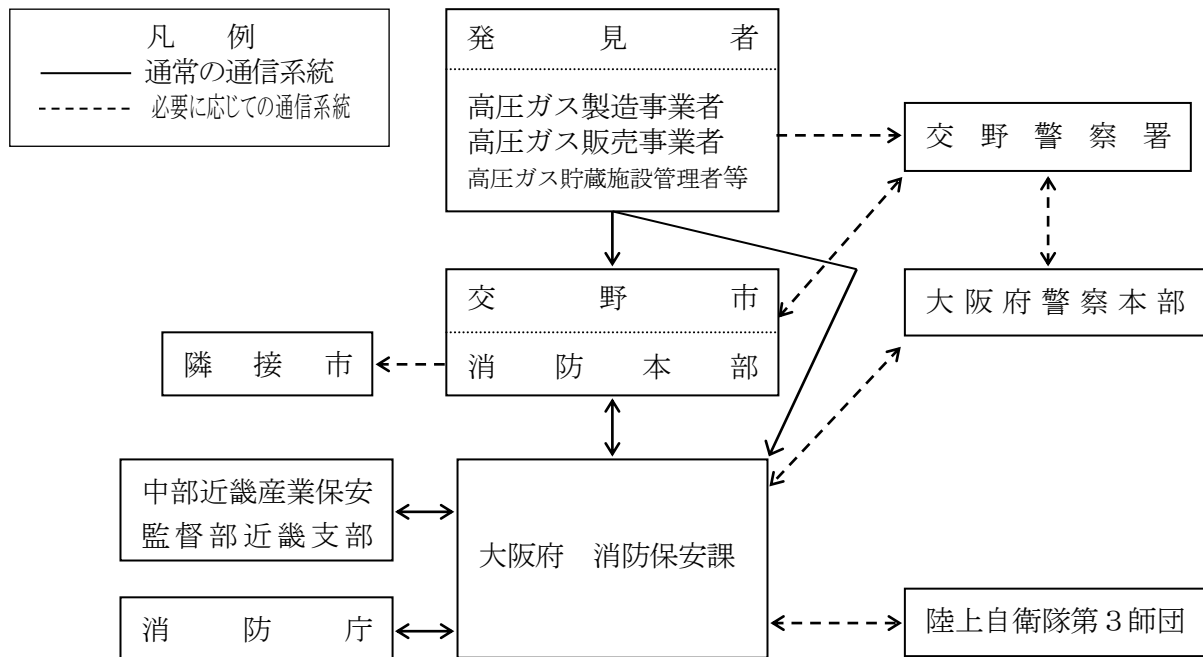 凡例
通常の通信系統
必要に応じての通信系統
発見者
高圧ガス製造事業者
高圧ガス販売事業者
高圧ガス貯蔵施設管理者等
交野警察署
交野市
消防本部
大阪府警察本部
隣接市
中部近畿産業保安
監督部近畿支部
大阪府 消防保安課
消防庁
陸上自衛隊第3師団